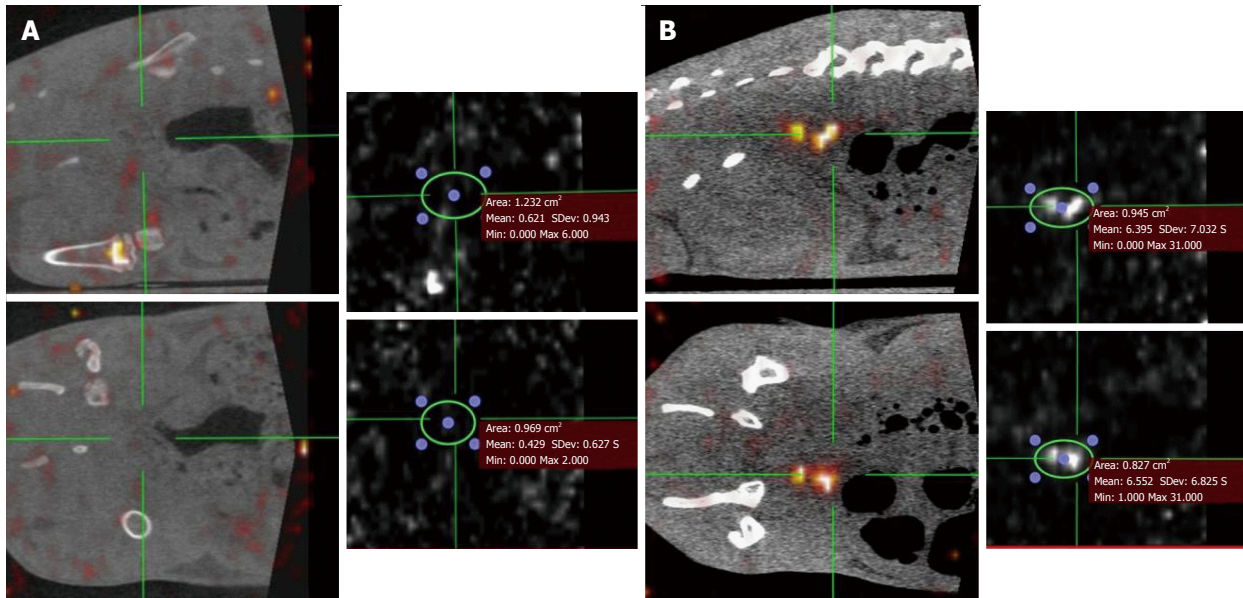 A
Area: 1.232 cm²
Mean: 0.621 SDev: 0.943
Min: 0.000 Max 6.000
Area: 0.969 cm²
Mean: 0.429 SDev: 0.627 S
Min: 0.000 Max 2.000
B
Area: 0.945 cm²
Mean: 6.395 SDev: 7.032 S
Min: 0.000 Max 31.000
Area: 0.827 cm²
Mean: 6.552 SDev: 6.825 S
Min: 1.000 Max 31.000